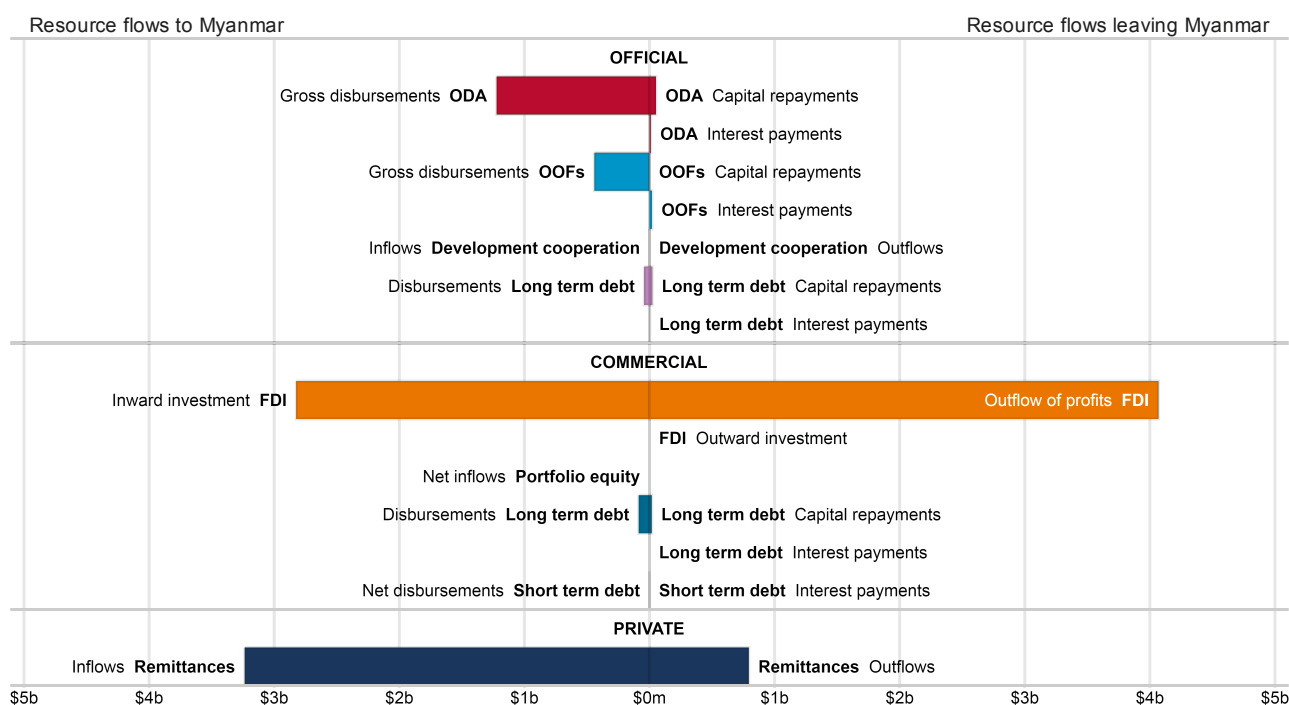 Resource flows to Myanmar Resource flows leaving Myanmar
OFFICIAL
Gross disbursements ODA ODA Capital repayments
ODA Interest payments
Gross disbursements OOFs OOFs Capital repayments
OOFs Interest payments
Inflows Development cooperation Development cooperation Outflows
Disbursements Long term debt Long term debt Capital repayments
Long term debt Interest payments
COMMERCIAL
Inward investment FDI Outflow of profits FDI
FDI Outward investment
Net inflows Portfolio equity
Disbursements Long term debt Long term debt Capital repayments
Long term debt Interest payments
Net disbursements Short term debt Short term debt Interest payments
PRIVATE
Inflows Remittances Remittances Outflows
$5b $4b $3b $2b $1b $0m $1b $2b $3b $4b $5b